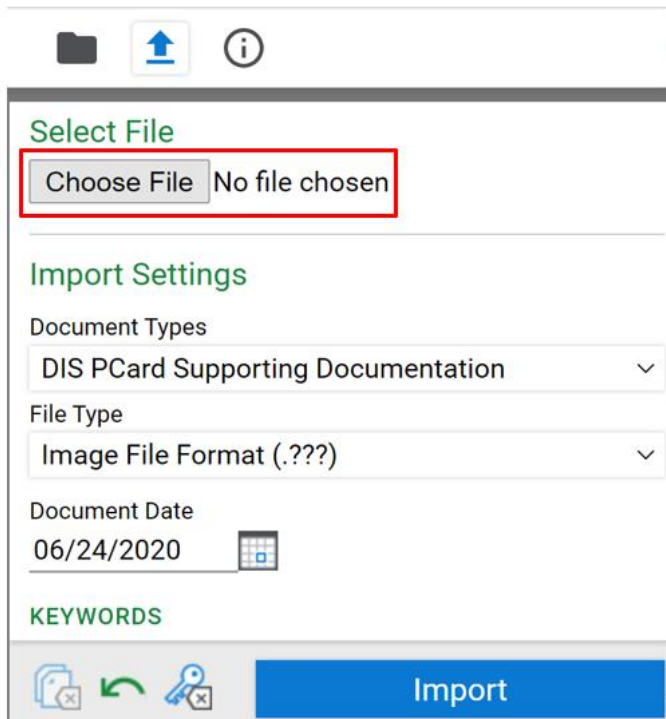 Select File
Choose File No file chosen
Import Settings
Document Types
DIS PCard Supporting Documentation
File Type
Image File Format (.???)
Document Date
06/24/2020
KEYWORDS
Import